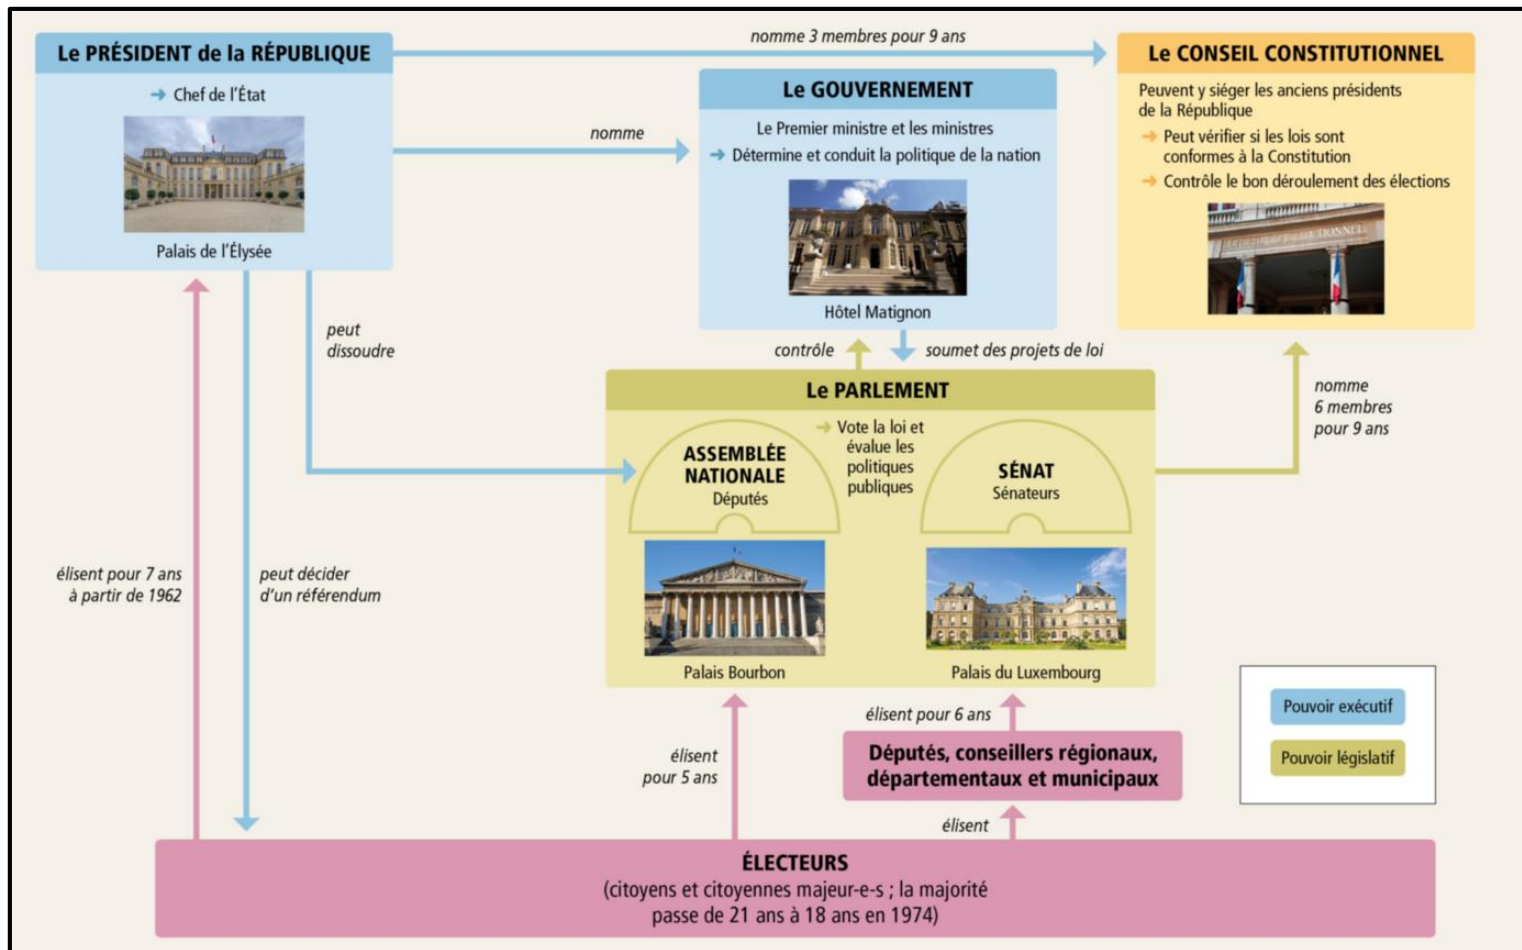 Le PRÉSIDENT de la RÉPUBLIQUE
→ Chef de l'État
Palais de l'Élysée
nomme 3 membres pour 9 ans
nomme
Le GOUVERNEMENT
Le Premier ministre et les ministres
→ Détermine et conduit la politique de la nation
Hôtel Matignon
Le CONSEIL CONSTITUTIONNEL
Peuvent y siéger les anciens présidents
de la République
→ Peut vérifier si les lois sont
conformes à la Constitution
→ Contrôle le bon déroulement des élections
peut
dissoudre
contrôle
soumet des projets de loi
Le PARLEMENT
→ Vote la loi et
évalue les
politiques
publiques
ASSEMBLÉE
NATIONALE
Députés
SÉNAT
Sénateurs
Palais Bourbon
Palais du Luxembourg
nomme
6 membres
pour 9 ans
élisent pour 7 ans
à partir de 1962
peut décider
d'un référendum
élisent
pour 5 ans
élisent pour 6 ans
Députés, conseillers régionaux,
départementaux et municipaux
élisent
Pouvoir exécutif
Pouvoir législatif
ÉLECTEURS
(citoyens et citoyennes majeur-e-s ; la majorité
passe de 21 ans à 18 ans en 1974)